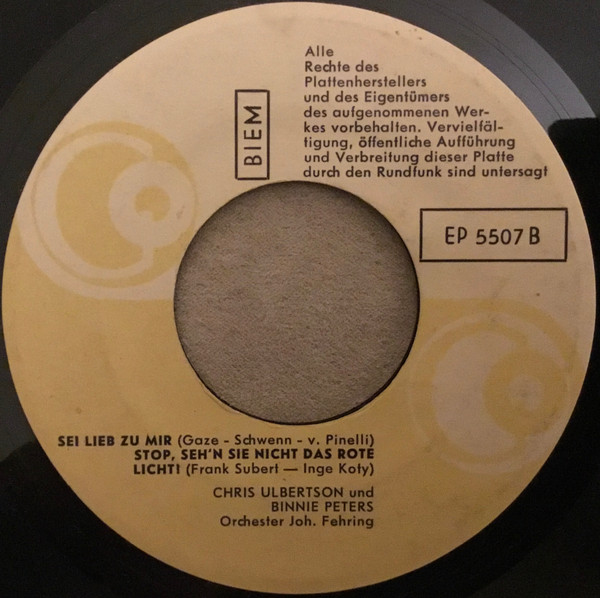 Alle
Rechte des
Plattenherstellers
und des Eigentümers
des aufgenommenen Wer-
kes vorbehalten. Vervielfäl-
tigung, öffentliche Aufführung
und Verbreitung dieser Platte
durch den Rundfunk sind untersagt
BIEM
EP 5507 B
SEI LIEB ZU MIR (Gaze - Schwenn - v. Pinelli)
STOP, SEH'N SIE NICHT DAS ROTE
LICHT! (Frank Subert — Inge Koty)
CHRIS ULBERTSON und
BINNIE PETERS
Orchester Joh. Fehring